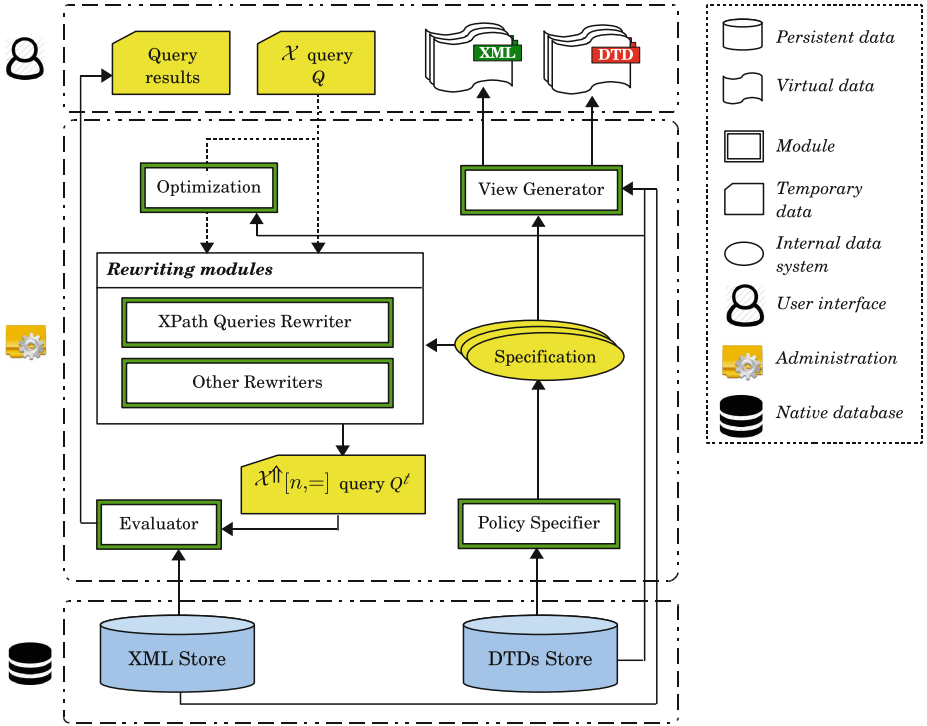 Query
results
𝒳 query
Q
XML
DTD
Optimization
View Generator
Rewriting modules
XPath Queries Rewriter
Other Rewriters
Specification
𝒳⇑[n,=] query Qᵗ
Evaluator
Policy Specifier
XML Store
DTDs Store
Persistent data
Virtual data
Module
Temporary
data
Internal data
system
User interface
Administration
Native database